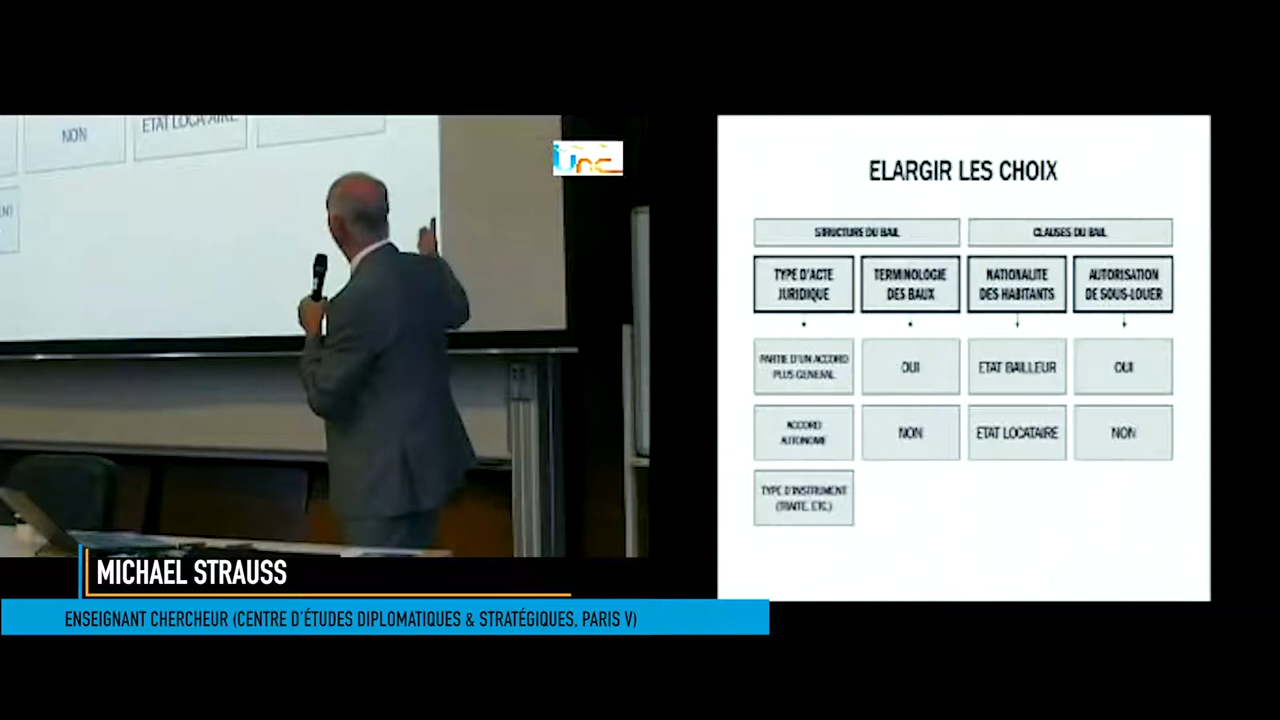 NON
ETAT LOCATAIRE
Unc
ELARGIR LES CHOIX
STRUCTURE DU BAIL
CLAUSES DU BAIL
TYPE D'ACTE
JURIDIQUE
TERMINOLOGIE
DES BAUX
NATIONALITE
DES HABITANTS
AUTORISATION
DE SOUS-LOUER
PARTIE D'UN ACCORD
PLUS GENERAL
OUI
ETAT BAILLEUR
OUI
ACCORD
AUTONOME
NON
ETAT LOCATAIRE
NON
TYPE D'INSTRUMENT
(TRAITE, ETC.)
MICHAEL STRAUSS
ENSEIGNANT CHERCHEUR (CENTRE D'ÉTUDES DIPLOMATIQUES & STRATÉGIQUES, PARIS V)